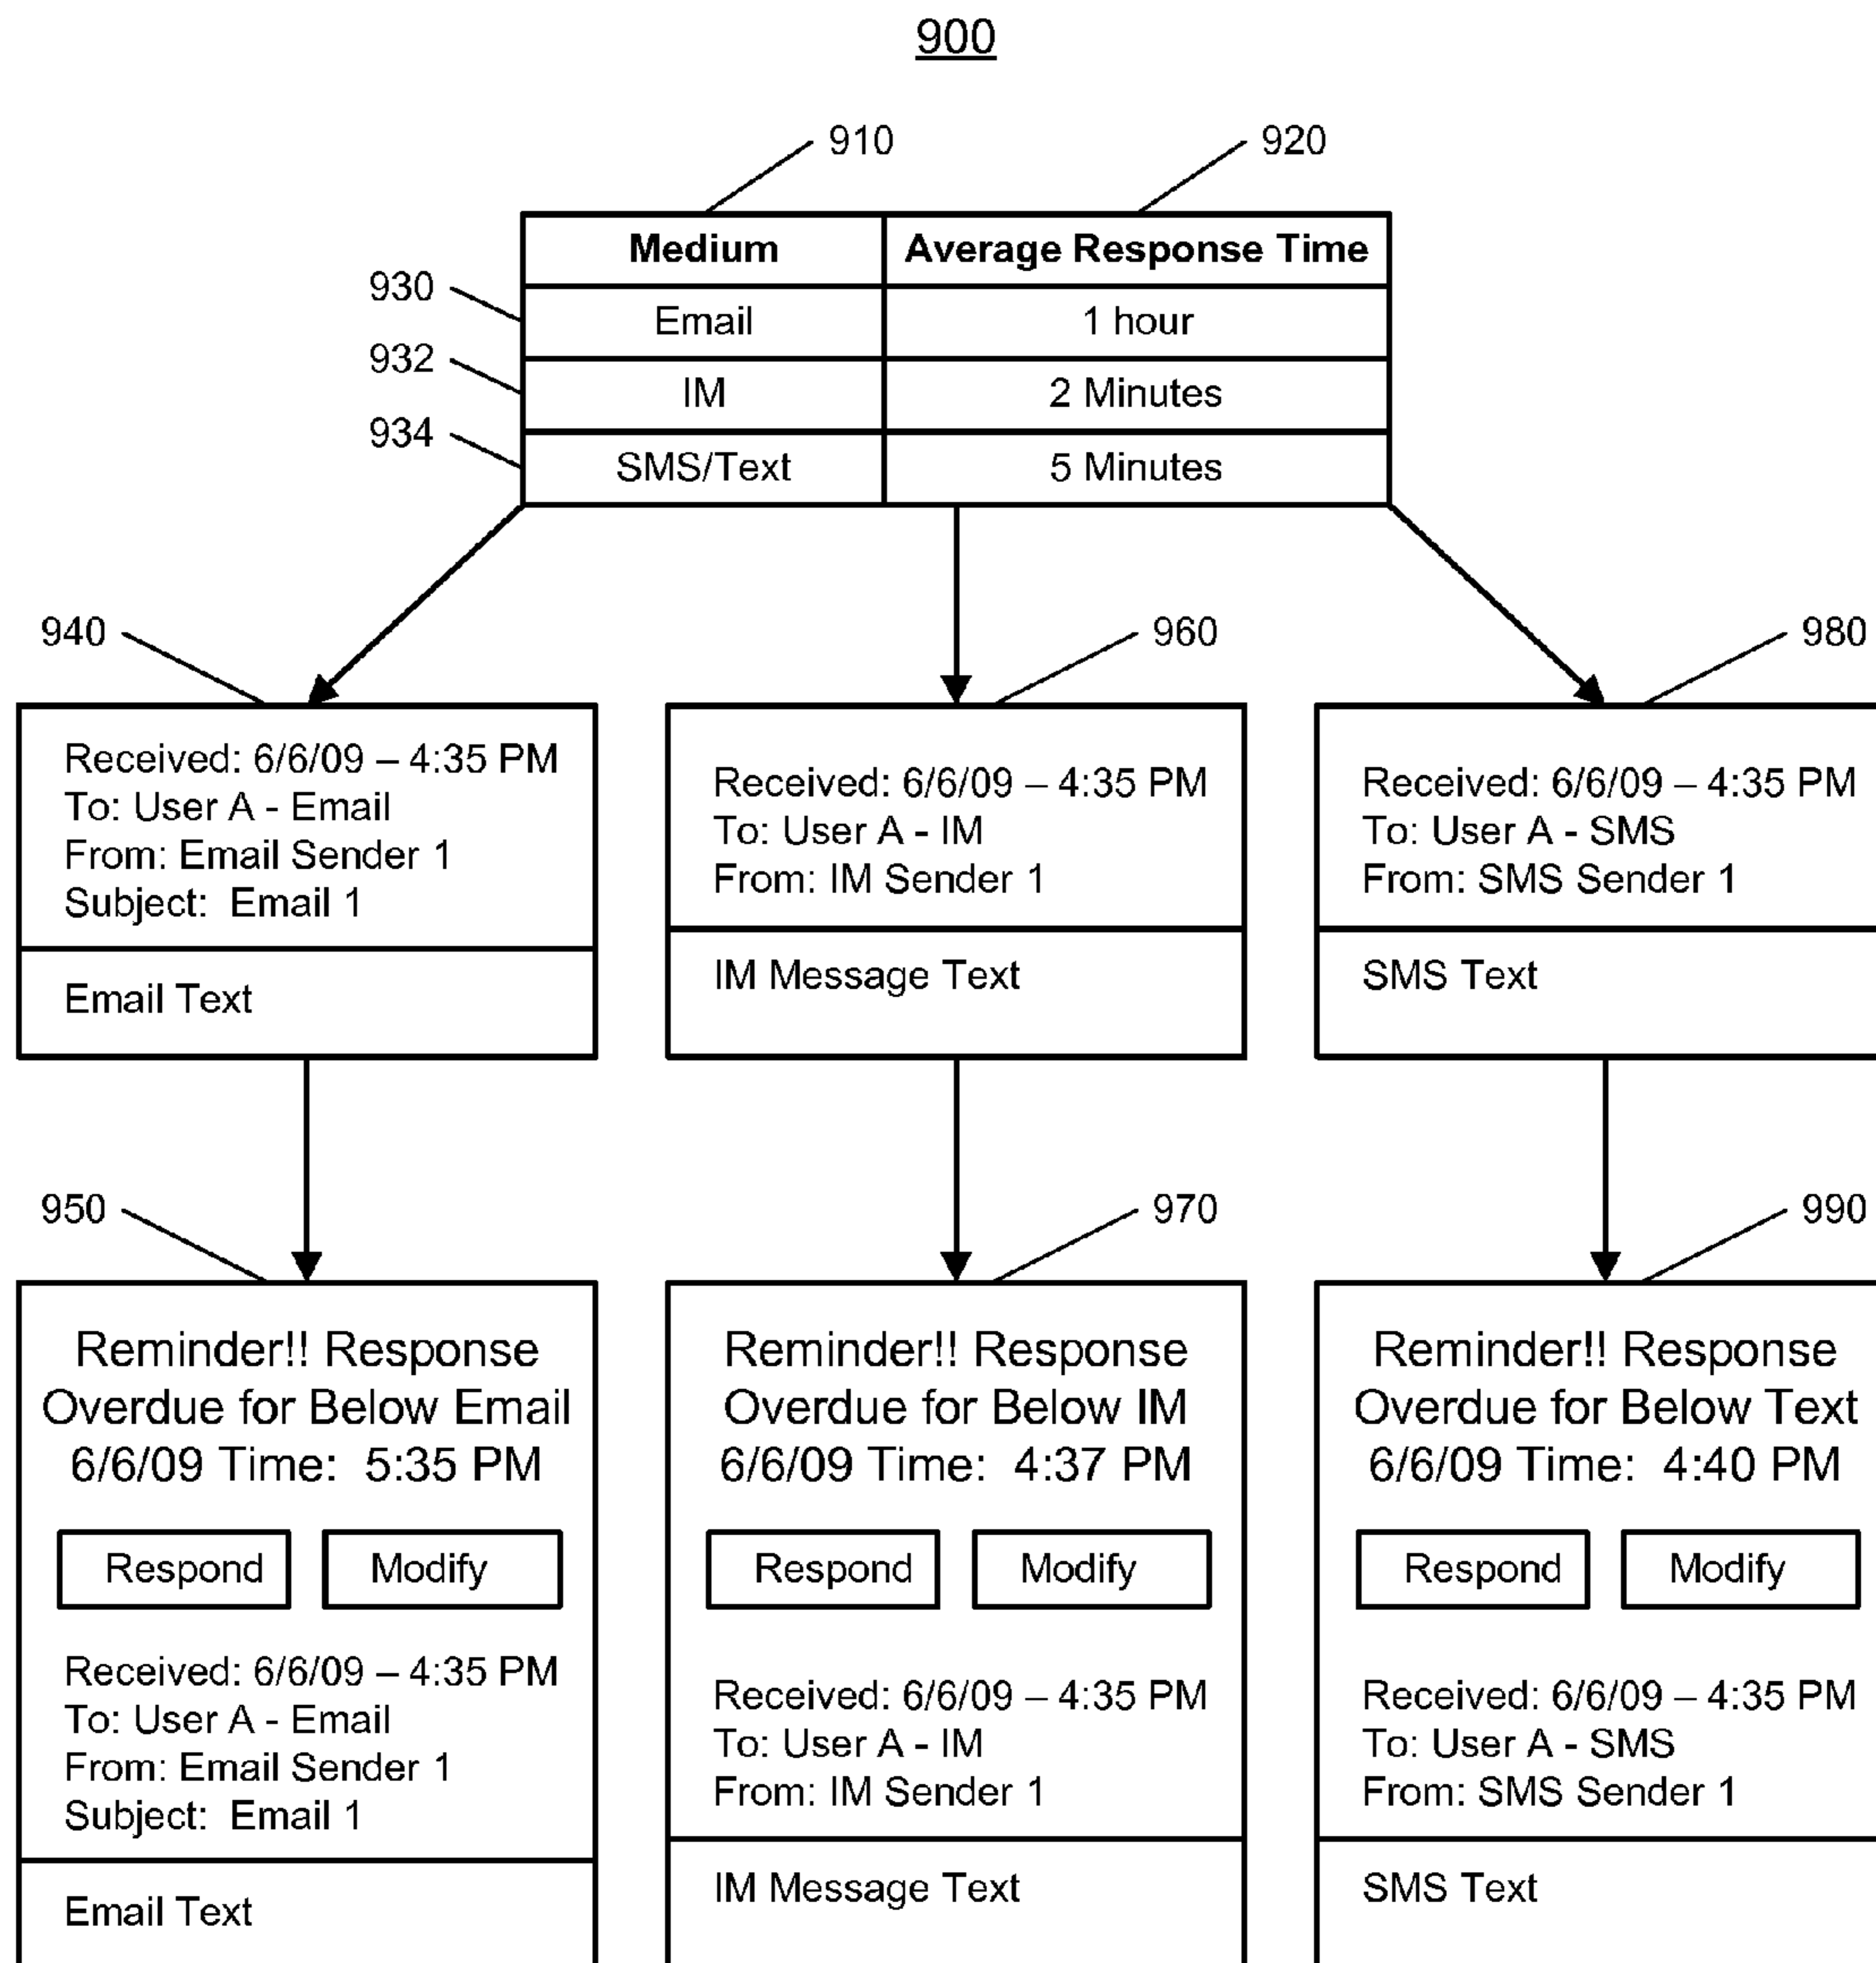 900
910
920
Medium Average Response Time
930
Email 1 hour
932
IM 2 Minutes
934
SMS/Text 5 Minutes
940
Received: 6/6/09 – 4:35 PM
To: User A - Email
From: Email Sender 1
Subject: Email 1
Email Text
960
Received: 6/6/09 – 4:35 PM
To: User A - IM
From: IM Sender 1
IM Message Text
980
Received: 6/6/09 – 4:35 PM
To: User A - SMS
From: SMS Sender 1
SMS Text
950
Reminder!! Response
Overdue for Below Email
6/6/09 Time: 5:35 PM
Respond Modify
Received: 6/6/09 – 4:35 PM
To: User A - Email
From: Email Sender 1
Subject: Email 1
Email Text
970
Reminder!! Response
Overdue for Below IM
6/6/09 Time: 4:37 PM
Respond Modify
Received: 6/6/09 – 4:35 PM
To: User A - IM
From: IM Sender 1
IM Message Text
990
Reminder!! Response
Overdue for Below Text
6/6/09 Time: 4:40 PM
Respond Modify
Received: 6/6/09 – 4:35 PM
To: User A - SMS
From: SMS Sender 1
SMS Text